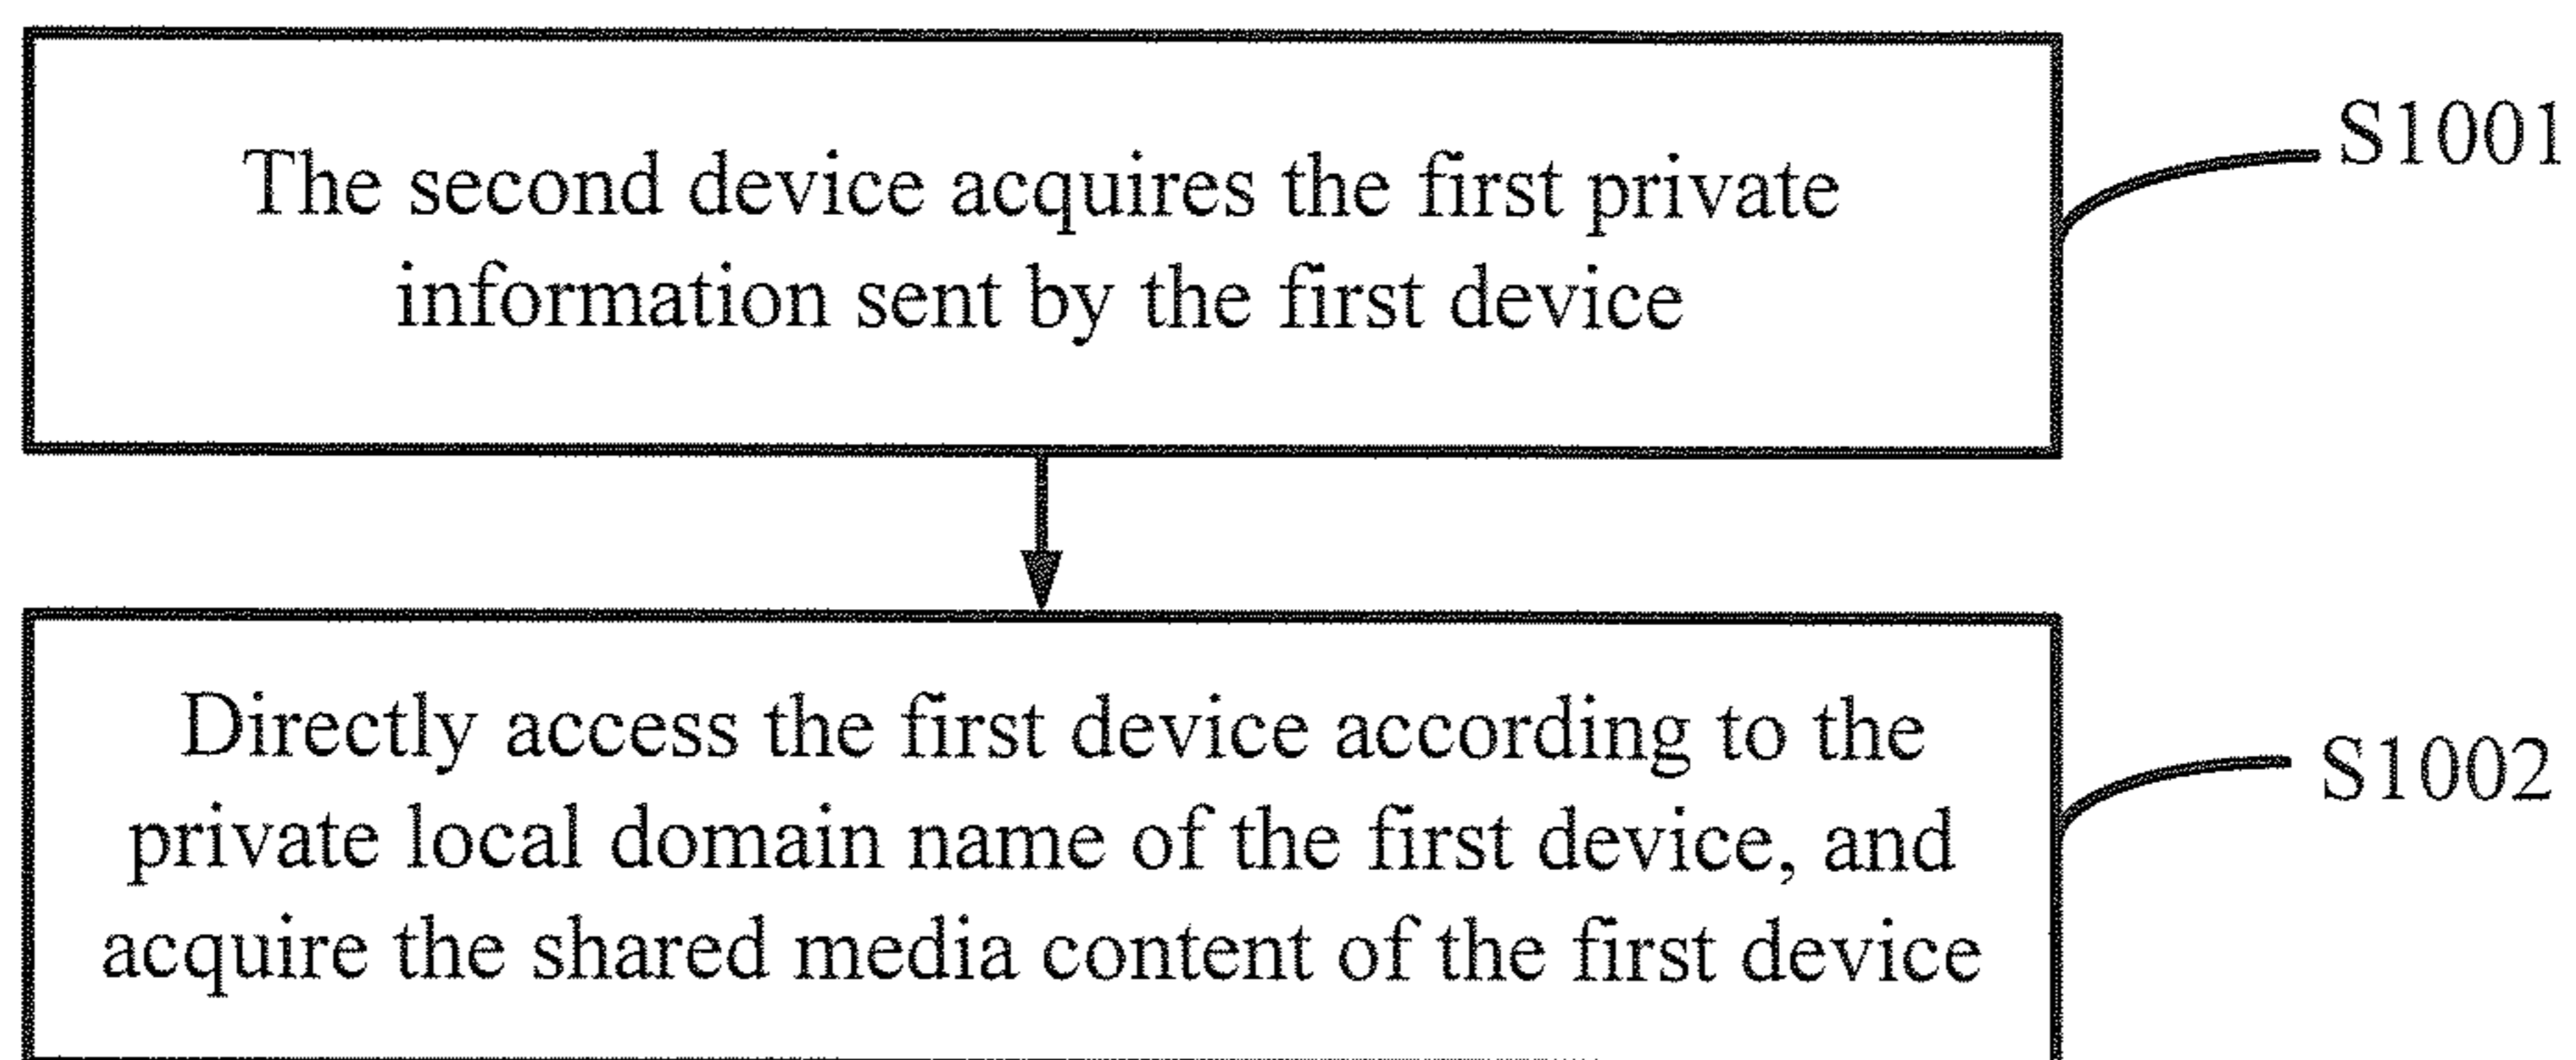 The second device acquires the first private
information sent by the first device
S1001
Directly access the first device according to the
private local domain name of the first device, and
acquire the shared media content of the first device
S1002